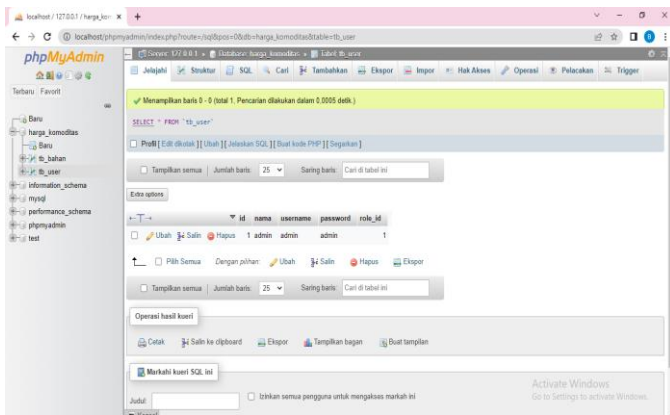 localhost / 127.0.0.1 / harga_kor
localhost/phpmyadmin/index.php?route=/sql&pos=0&db=harga_komoditas&table=tb_user
phpMyAdmin
Terbaru Favorit
Baru
harga_komoditas
Baru
tb_bahan
tb_user
information_schema
mysql
performance_schema
phpmyadmin
test
Server: 127.0.0.1 » Database: harga_komoditas » Tabel: tb_user
Jelajahi Struktur SQL Cari Tambahkan Ekspor Impor Hak Akses Operasi Pelacakan Trigger
Menampilkan baris 0 - 0 (total 1, Pencarian dilakukan dalam 0,0005 detik.)
SELECT * FROM `tb_user`
Profil [ Edit dikotak ] [ Ubah ] [ Jelaskan SQL ] [ Buat kode PHP ] [ Segarkan ]
Tampilkan semua Jumlah baris: 25 Saring baris: Cari di tabel ini
Extra options
id nama username password role_id
Ubah Salin Hapus 1 admin admin admin 1
Pilih Semua Dengan pilihan: Ubah Salin Hapus Ekspor
Tampilkan semua Jumlah baris: 25 Saring baris: Cari di tabel ini
Operasi hasil kueri
Cetak Salin ke clipboard Ekspor Tampilkan bagan Buat tampilan
Markahi kueri SQL ini
Activate Windows
Go to Settings to activate Windows.
Judul: Izinkan semua pengguna untuk mengakses markah ini